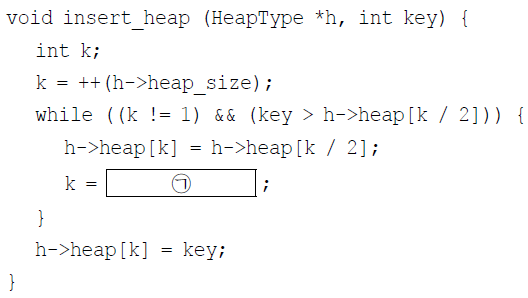 void insert_heap (HeapType *h, int key) {
int k;
k = ++(h->heap_size);
while ((k != 1) && (key > h->heap[k / 2])) {
h->heap[k] = h->heap[k / 2];
k = ㉠ ;
}
h->heap[k] = key;
}